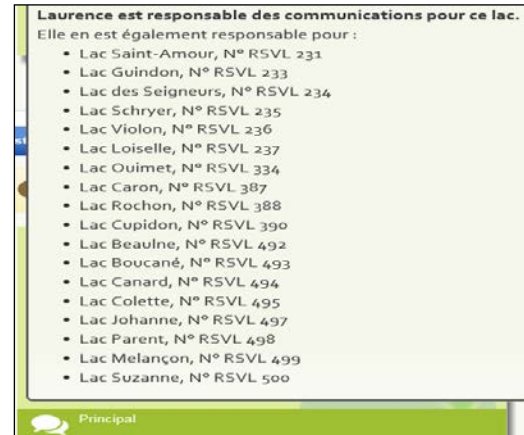 Laurence est responsable des communications pour ce lac.
Elle en est également responsable pour :
• Lac Saint-Amour, N° RSVL 231
• Lac Guindon, N° RSVL 233
• Lac des Seigneurs, N° RSVL 234
• Lac Schryer, N° RSVL 235
• Lac Violon, N° RSVL 236
• Lac Loiselle, N° RSVL 237
• Lac Ouimet, N° RSVL 334
• Lac Caron, N° RSVL 387
• Lac Rochon, N° RSVL 388
• Lac Cupidon, N° RSVL 390
• Lac Beaulne, N° RSVL 492
• Lac Boucané, N° RSVL 493
• Lac Canard, N° RSVL 494
• Lac Colette, N° RSVL 495
• Lac Johanne, N° RSVL 497
• Lac Parent, N° RSVL 498
• Lac Melançon, N° RSVL 499
• Lac Suzanne, N° RSVL 500
Principal